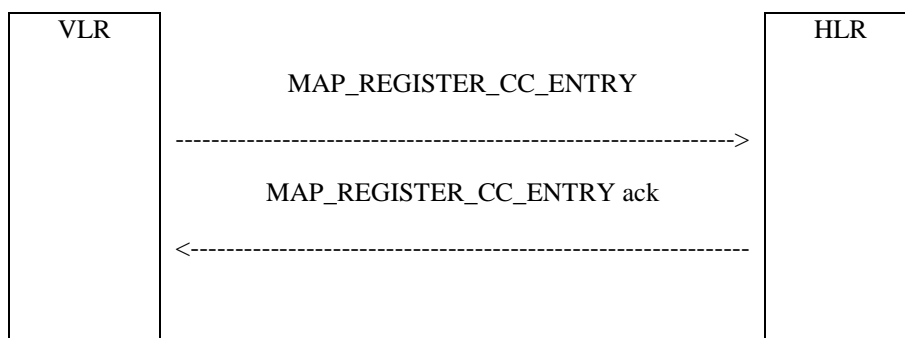 VLR
HLR
MAP_REGISTER_CC_ENTRY
MAP_REGISTER_CC_ENTRY ack